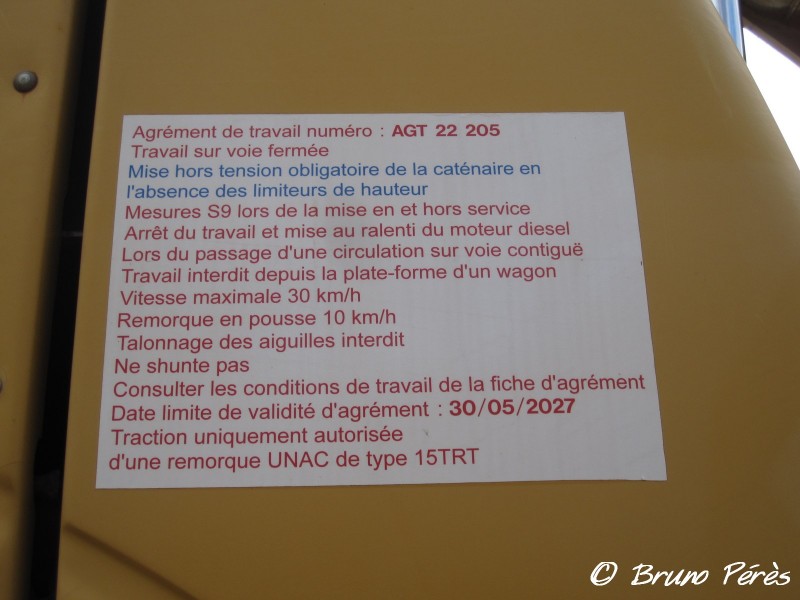 Agrément de travail numéro : AGT 22 205
Travail sur voie fermée
Mise hors tension obligatoire de la caténaire en
l'absence des limiteurs de hauteur
Mesures S9 lors de la mise en et hors service
Arrêt du travail et mise au ralenti du moteur diesel
Lors du passage d'une circulation sur voie contiguë
Travail interdit depuis la plate-forme d'un wagon
Vitesse maximale 30 km/h
Remorque en pousse 10 km/h
Talonnage des aiguilles interdit
Ne shunte pas
Consulter les conditions de travail de la fiche d'agrément
Date limite de validité d'agrément : 30/05/2027
Traction uniquement autorisée
d'une remorque UNAC de type 15TRT
© Bruno Pérès